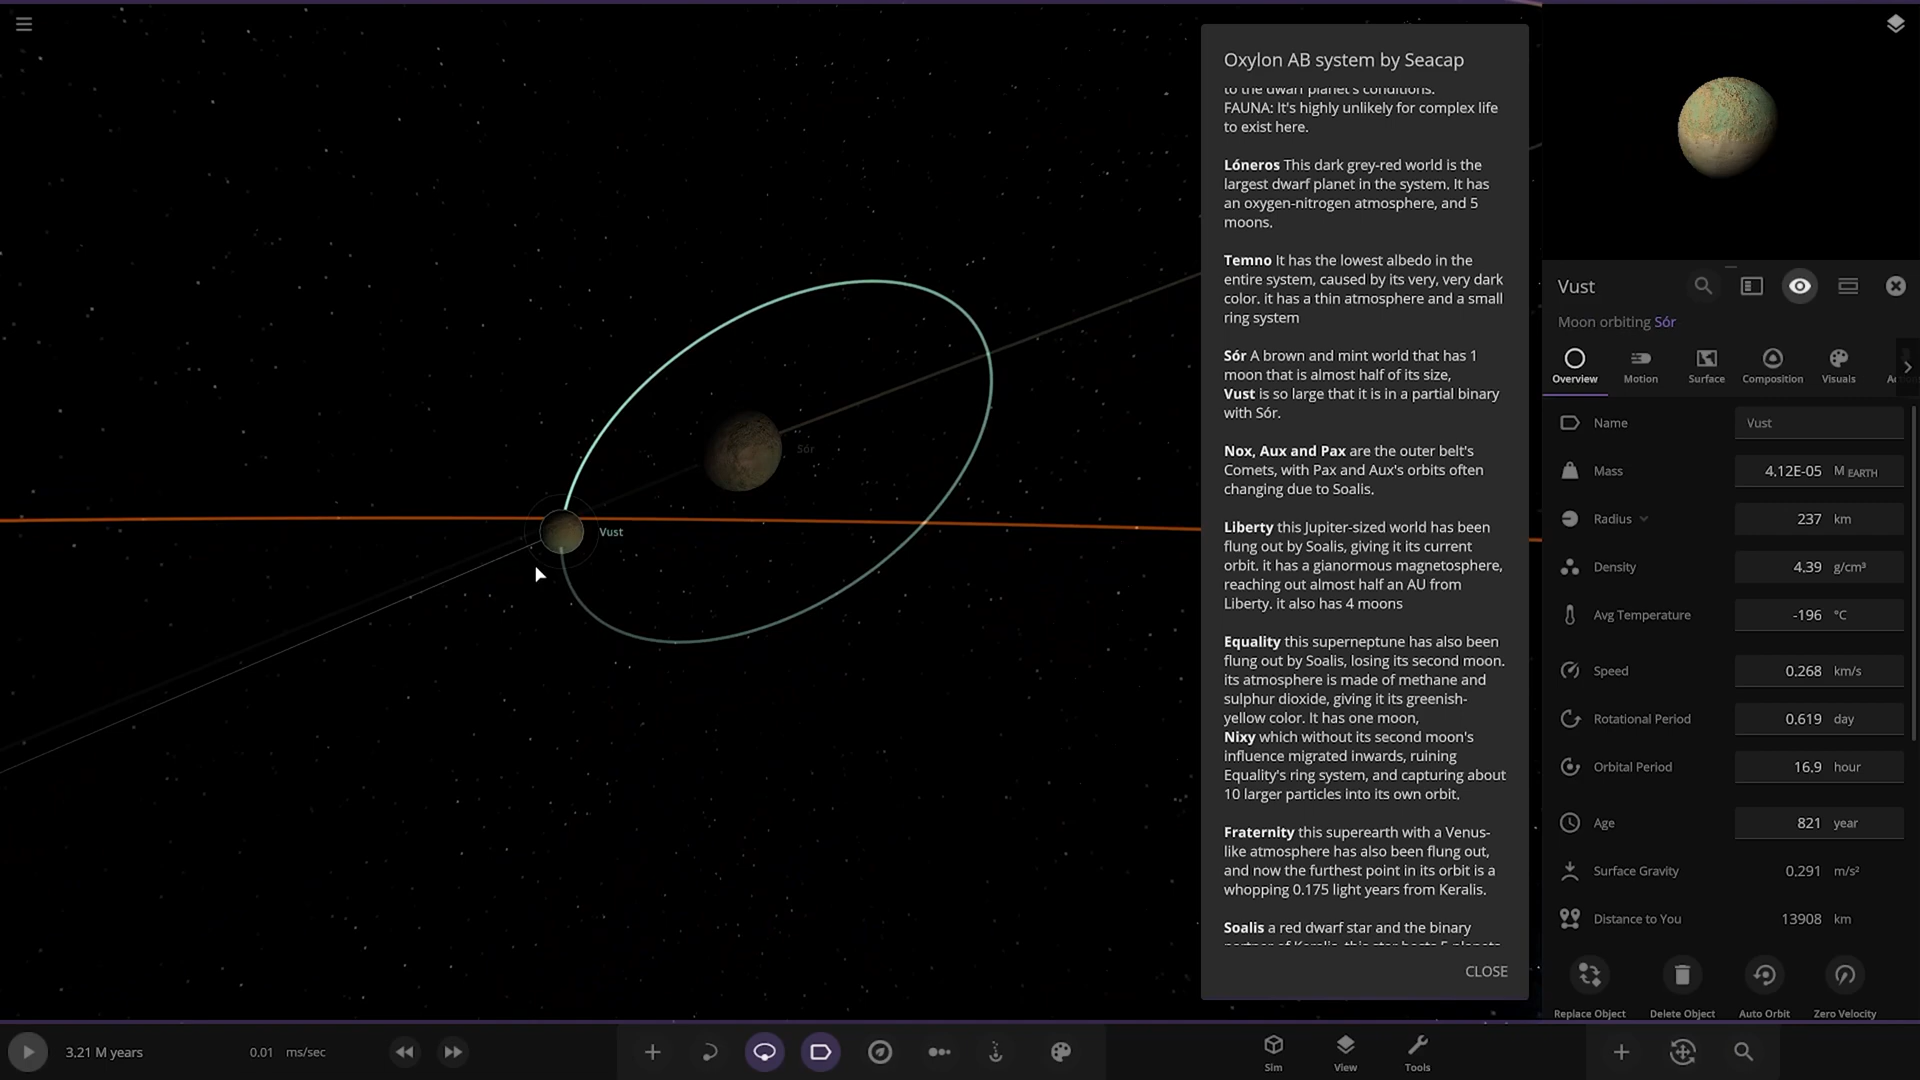 Oxylon AB system by Seacap
to the dwarf planet's conditions.
FAUNA: It's highly unlikely for complex life
to exist here.
Lóneros This dark grey-red world is the
largest dwarf planet in the system. It has
an oxygen-nitrogen atmosphere, and 5
moons.
Temno It has the lowest albedo in the
entire system, caused by its very, very dark
color. it has a thin atmosphere and a small
ring system
Sór A brown and mint world that has 1
moon that is almost half of its size,
Vust is so large that it is in a partial binary
with Sór.
Nox, Aux and Pax are the outer belt's
Comets, with Pax and Aux's orbits often
changing due to Soalis.
Liberty this Jupiter-sized world has been
flung out by Soalis, giving it its current
orbit. it has a gianormous magnetosphere,
reaching out almost half an AU from
Liberty. it also has 4 moons
Equality this superneptune has also been
flung out by Soalis, losing its second moon.
its atmosphere is made of methane and
sulphur dioxide, giving it its greenish-
yellow color. It has one moon,
Nixy which without its second moon's
influence migrated inwards, ruining
Equality's ring system, and capturing about
10 larger particles into its own orbit.
Fraternity this superearth with a Venus-
like atmosphere has also been flung out,
and now the furthest point in its orbit is a
whopping 0.175 light years from Keralis.
Soalis a red dwarf star and the binary
partner of Keralis, this star hosts 5 planets
CLOSE
Sór
Vust
Vust
Moon orbiting Sór
Overview
Motion
Surface
Composition
Visuals
Name Vust
Mass 4.12E-05 M EARTH
Radius 237 km
Density 4.39 g/cm³
Avg Temperature -196 °C
Speed 0.268 km/s
Rotational Period 0.619 day
Orbital Period 16.9 hour
Age 821 year
Surface Gravity 0.291 m/s²
Distance to You 13908 km
Replace Object
Delete Object
Auto Orbit
Zero Velocity
3.21 M years
0.01 ms/sec
Sim
View
Tools